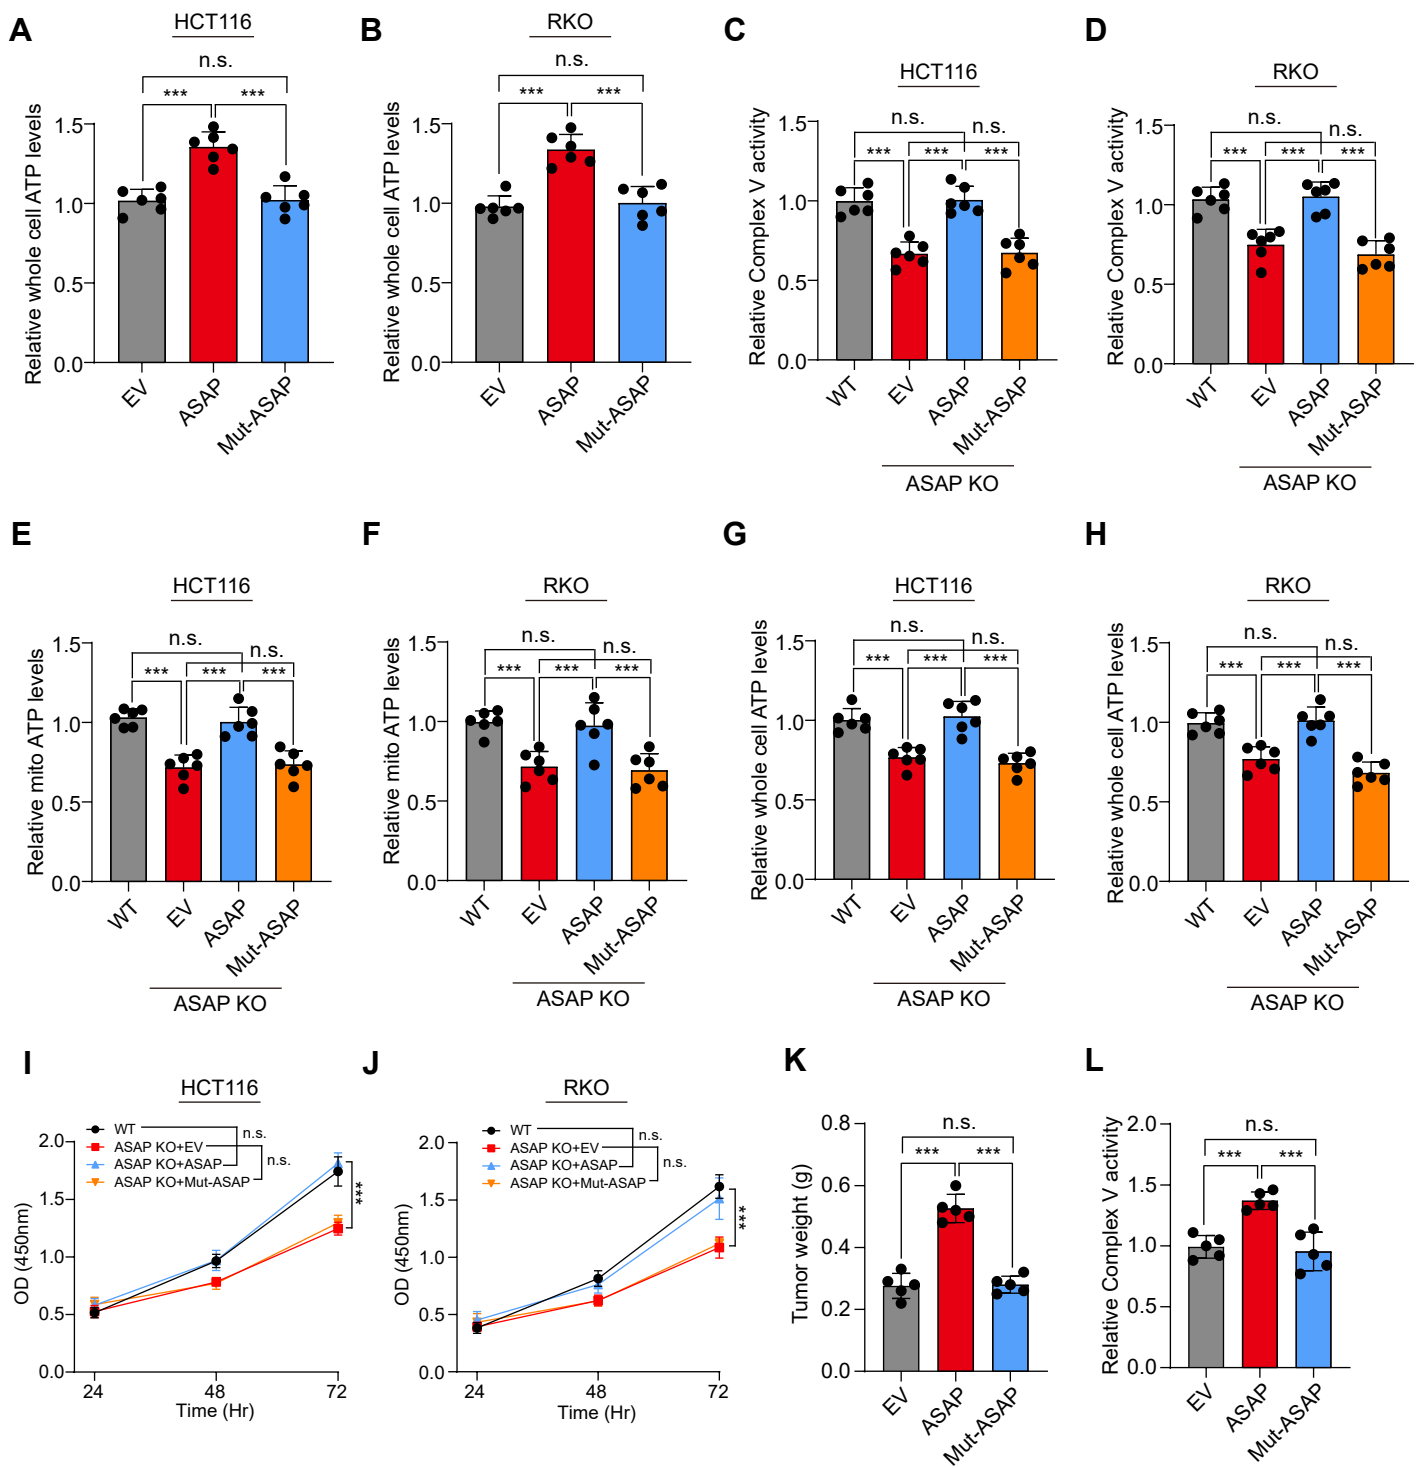 A
HCT116
n.s.
*** ***
Relative whole cell ATP levels
1.5
1.0
0.5
0.0
EV
ASAP
Mut-ASAP
B
RKO
n.s.
*** ***
Relative whole cell ATP levels
1.5
1.0
0.5
0.0
EV
ASAP
Mut-ASAP
C
HCT116
n.s. n.s.
*** *** ***
Relative Complex V activity
1.5
1.0
0.5
0.0
WT
EV
ASAP
Mut-ASAP
ASAP KO
D
RKO
n.s. n.s.
*** *** ***
Relative Complex V activity
1.5
1.0
0.5
0.0
WT
EV
ASAP
Mut-ASAP
ASAP KO
E
HCT116
n.s. n.s.
*** *** ***
Relative mito ATP levels
1.5
1.0
0.5
0.0
WT
EV
ASAP
Mut-ASAP
ASAP KO
F
RKO
n.s. n.s.
*** *** ***
Relative mito ATP levels
1.5
1.0
0.5
0.0
WT
EV
ASAP
Mut-ASAP
ASAP KO
G
HCT116
n.s. n.s.
*** *** ***
Relative whole cell ATP levels
1.5
1.0
0.5
0.0
WT
EV
ASAP
Mut-ASAP
ASAP KO
H
RKO
n.s. n.s.
*** *** ***
Relative whole cell ATP levels
1.5
1.0
0.5
0.0
WT
EV
ASAP
Mut-ASAP
ASAP KO
I
HCT116
WT
ASAP KO+EV
ASAP KO+ASAP
ASAP KO+Mut-ASAP
n.s.
n.s.
***
OD (450nm)
2.0
1.5
1.0
0.5
0.0
24 48 72
Time (Hr)
J
RKO
WT
ASAP KO+EV
ASAP KO+ASAP
ASAP KO+Mut-ASAP
n.s.
n.s.
***
OD (450nm)
2.0
1.5
1.0
0.5
0.0
24 48 72
Time (Hr)
K
n.s.
*** ***
Tumor weight (g)
0.8
0.6
0.4
0.2
0.0
EV
ASAP
Mut-ASAP
L
n.s.
*** ***
Relative Complex V activity
2.0
1.5
1.0
0.5
0.0
EV
ASAP
Mut-ASAP